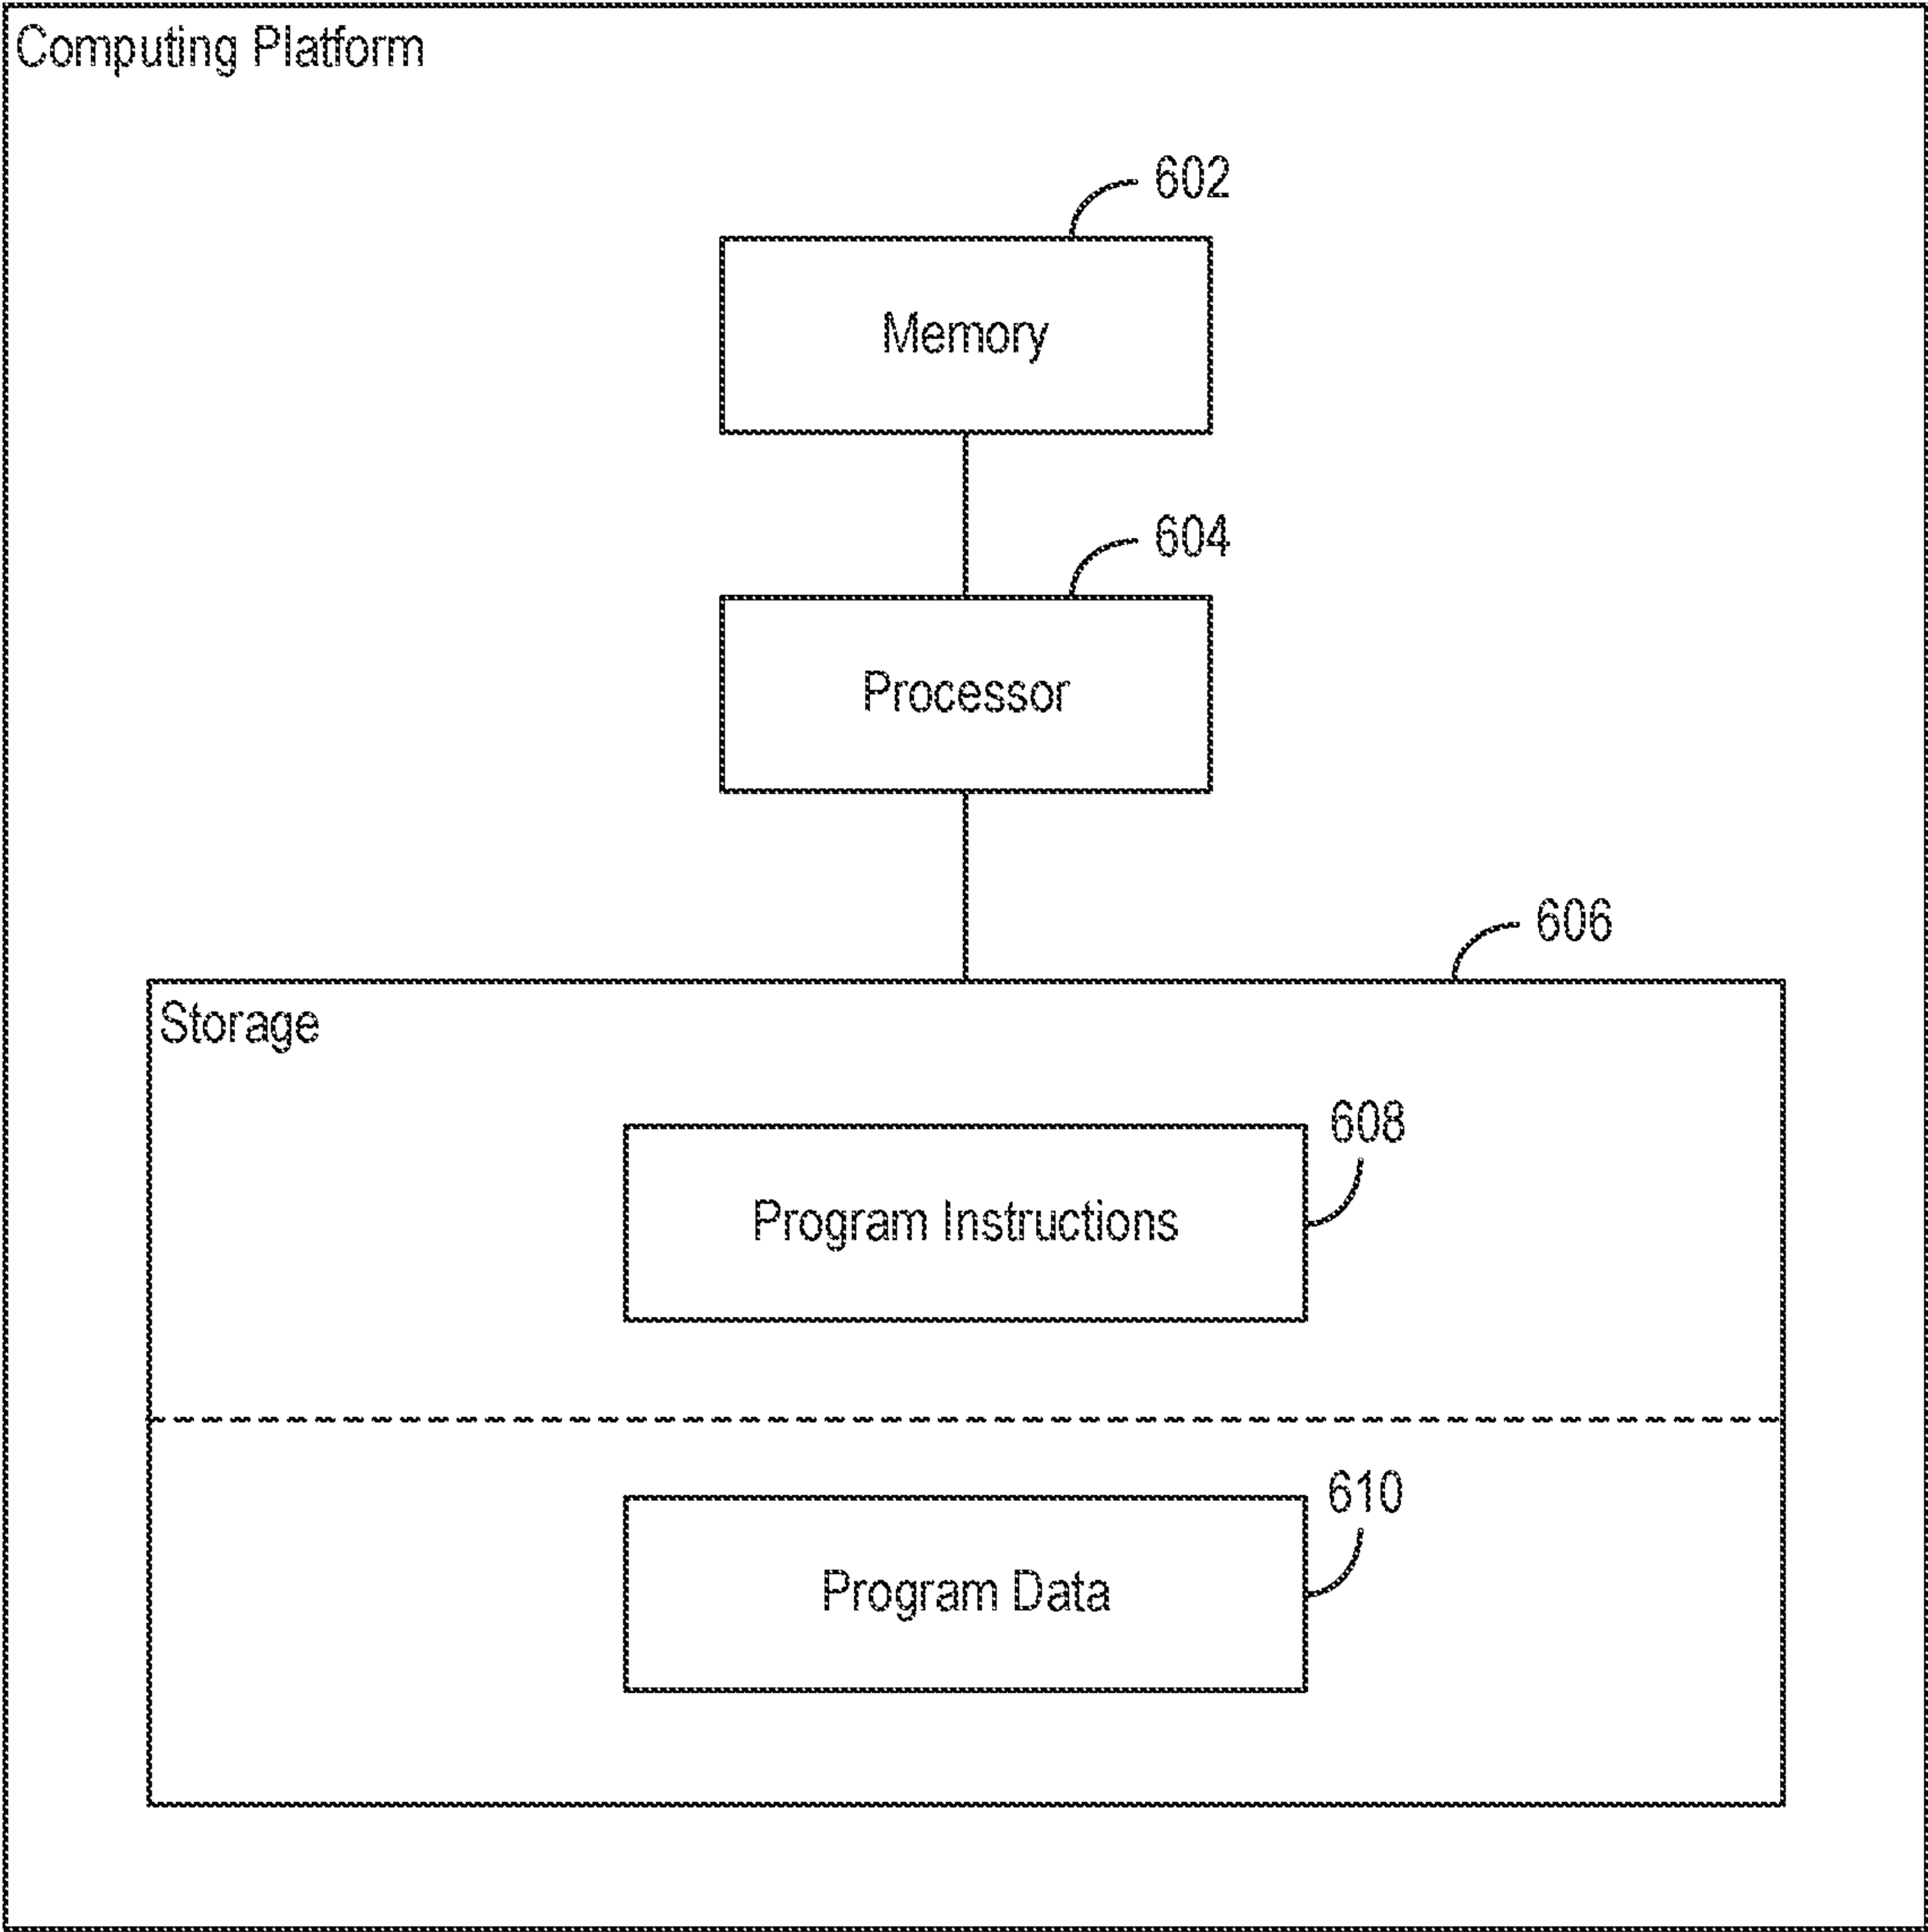 Computing Platform
602
Memory
604
Processor
606
Storage
608
Program Instructions
610
Program Data